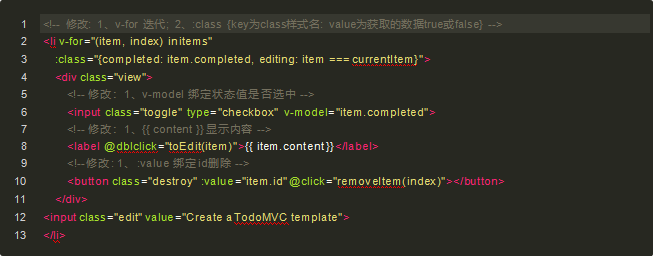 1 <!-- 修改: 1、v-for 迭代; 2、:class {key为class样式名: value为获取的数据true或false} -->
2 <li v-for="(item, index) in items"
3 :class="{completed: item.completed, editing: item === currentItem}">
4 <div class="view">
5 <!-- 修改: 1、v-model 绑定状态值是否选中 -->
6 <input class="toggle" type="checkbox" v-model="item.completed">
7 <!-- 修改: 1、{{ content }} 显示内容 -->
8 <label @dblclick="toEdit(item)">{{ item.content}}</label>
9 <!--修改: 1、 :value 绑定id删除 -->
10 <button class="destroy" :value="item.id" @click="removeItem(index)"></button>
11 </div>
12 <input class="edit" value="Create a TodoMVC template">
13 </li>